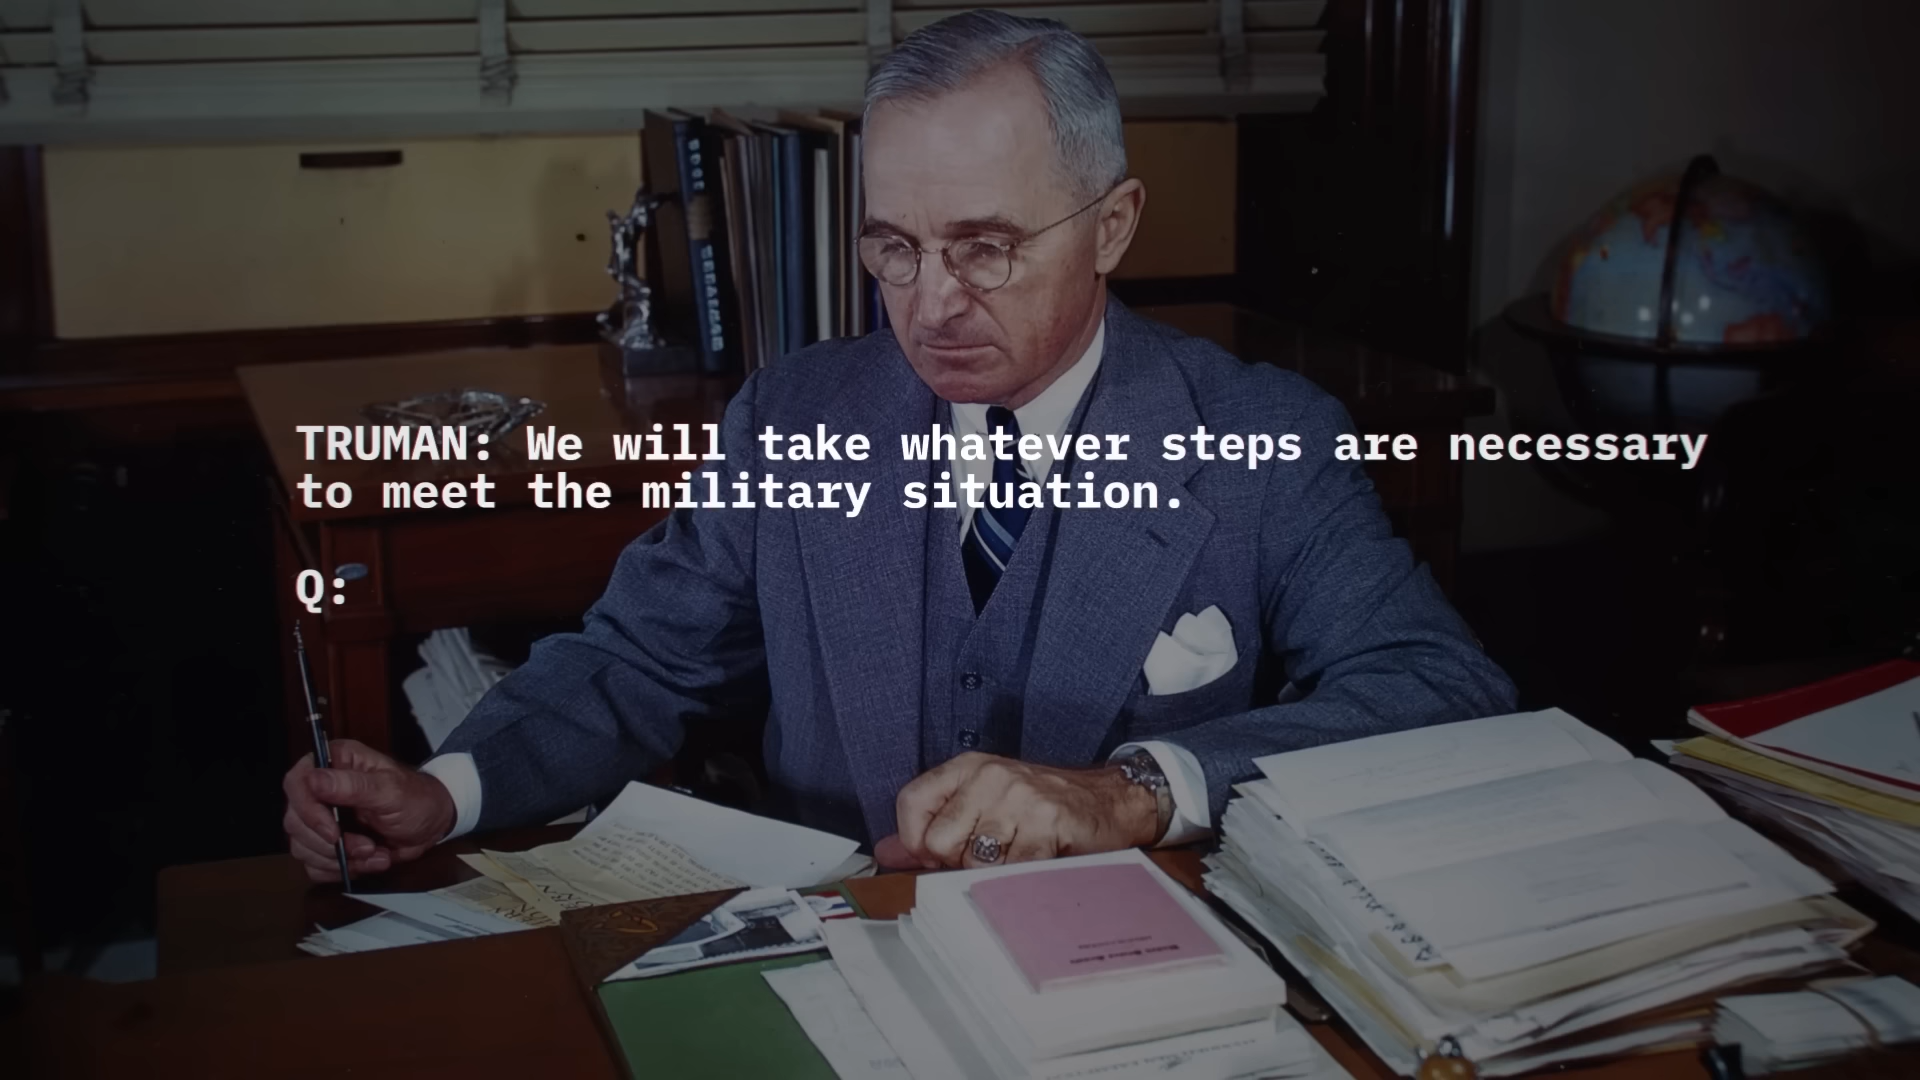 TRUMAN: We will take whatever steps are necessary
to meet the military situation.
Q: